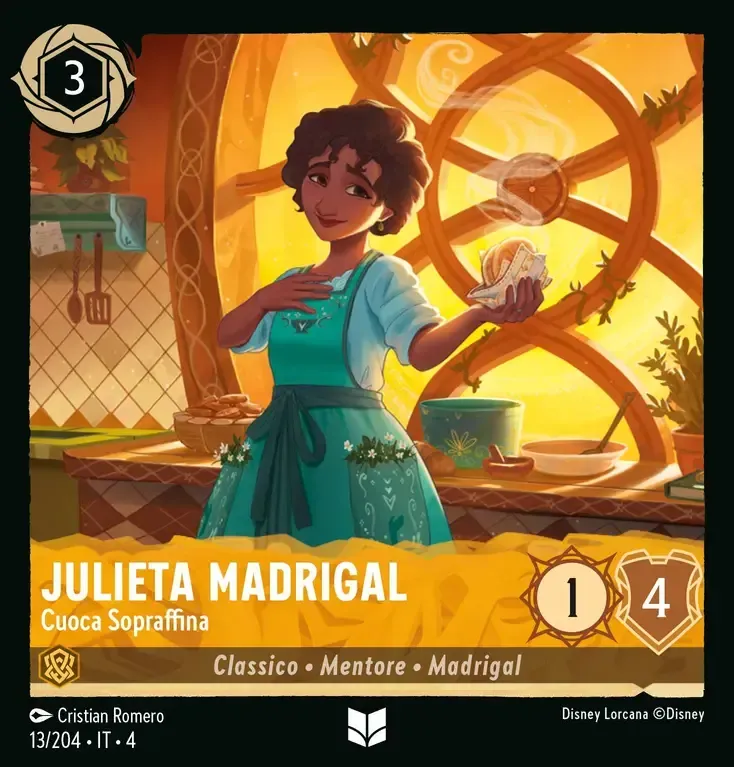 3
JULIETA MADRIGAL
Cuoca Sopraffina
1
4
Classico • Mentore • Madrigal
Cristian Romero
Disney Lorcana ©Disney
13/204 • IT • 4